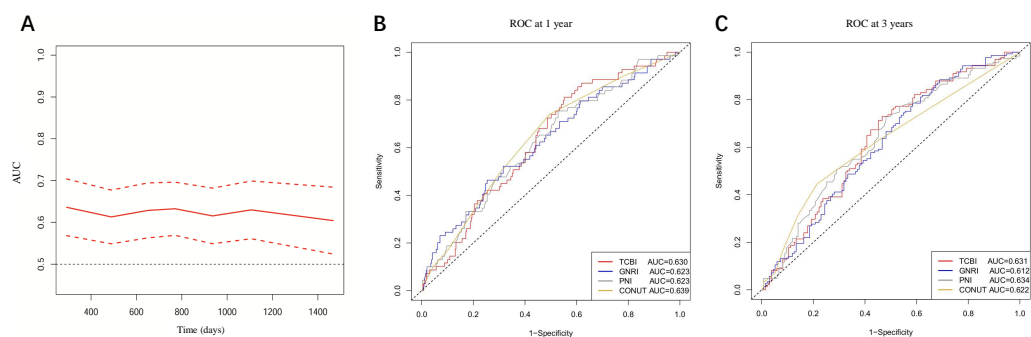 A
AUC
1.0
0.9
0.8
0.7
0.6
0.5
400 600 800 1000 1200 1400
Time (days)
B
ROC at 1 year
Sensitivity
1.0
0.8
0.6
0.4
0.2
0.0
TCBI AUC=0.630
GNRI AUC=0.623
PNI AUC=0.623
CONUT AUC=0.639
0.0 0.2 0.4 0.6 0.8 1.0
1-Specificity
C
ROC at 3 years
Sensitivity
1.0
0.8
0.6
0.4
0.2
0.0
TCBI AUC=0.631
GNRI AUC=0.612
PNI AUC=0.634
CONUT AUC=0.622
0.0 0.2 0.4 0.6 0.8 1.0
1-Specificity